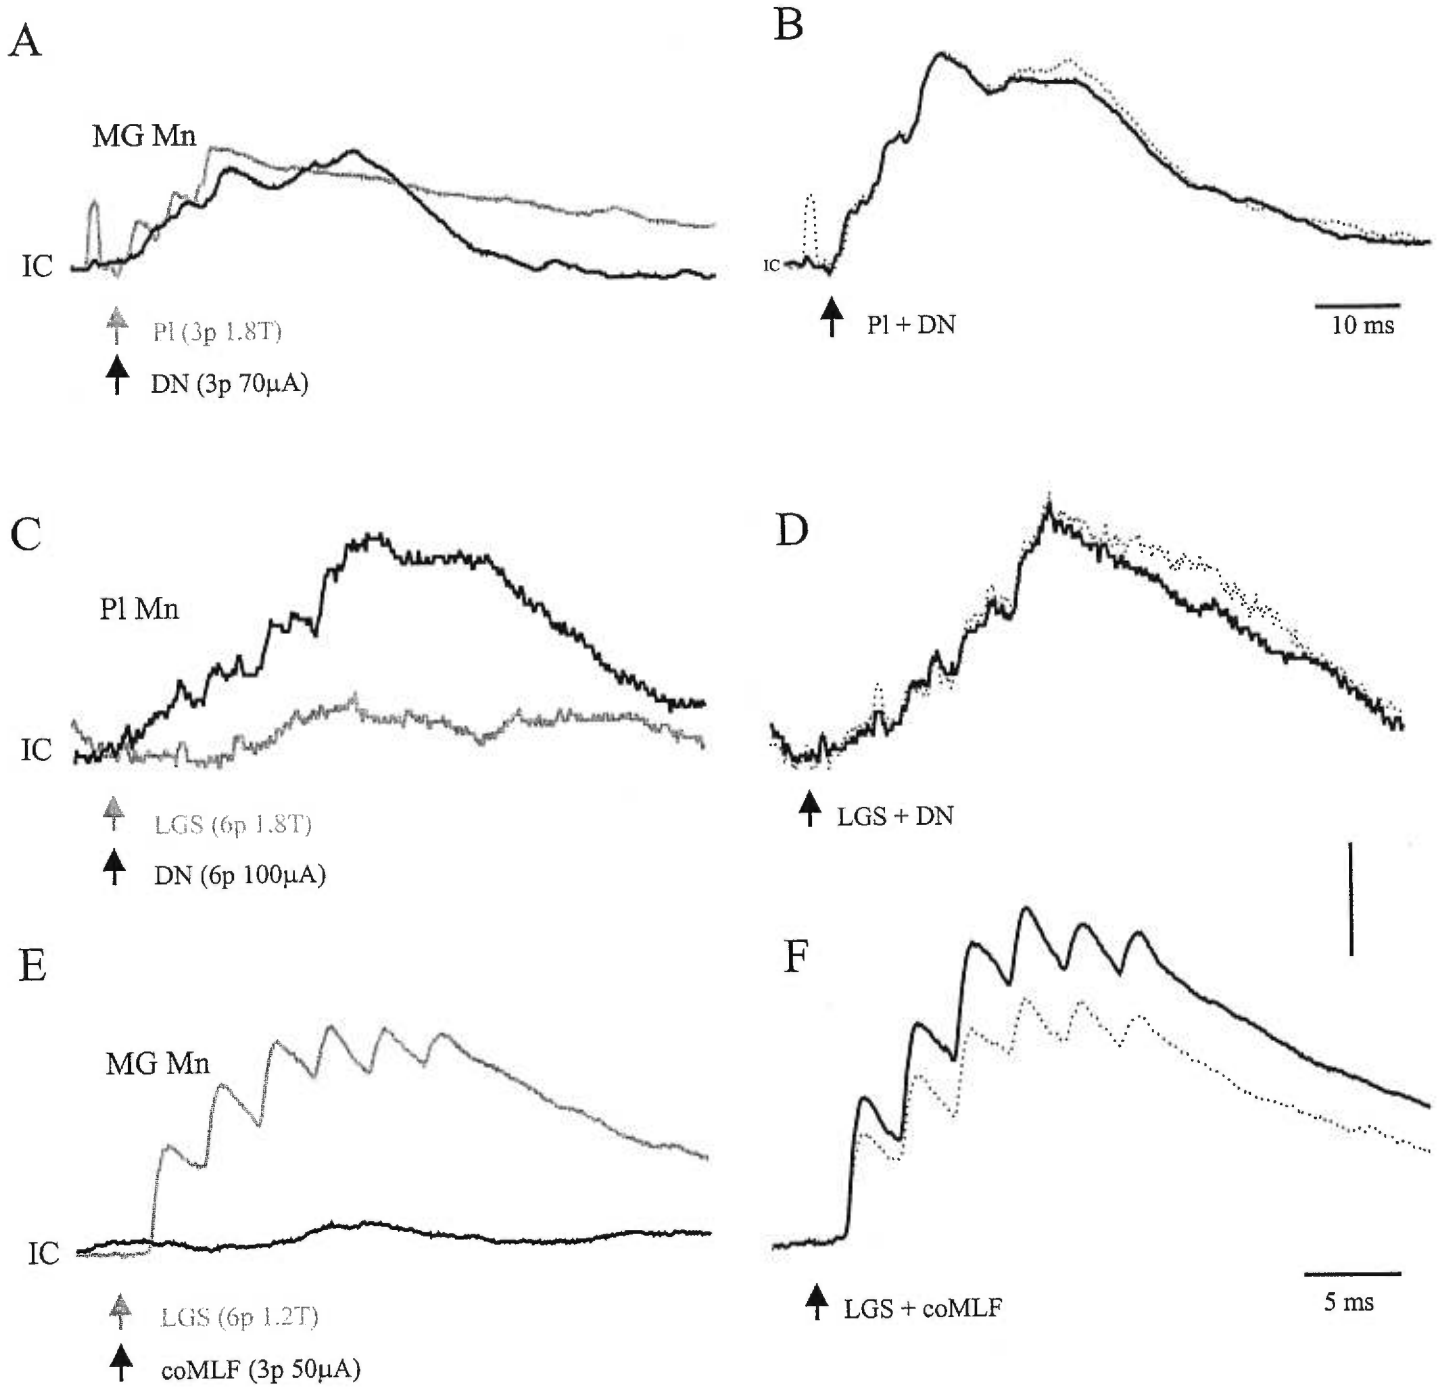 A
MG Mn
IC
Pl (3p 1.8T)
DN (3p 70µA)
B
IC
Pl + DN
10 ms
C
Pl Mn
IC
LGS (6p 1.8T)
DN (6p 100µA)
D
LGS + DN
E
MG Mn
IC
LGS (6p 1.2T)
coMLF (3p 50µA)
F
LGS + coMLF
5 ms